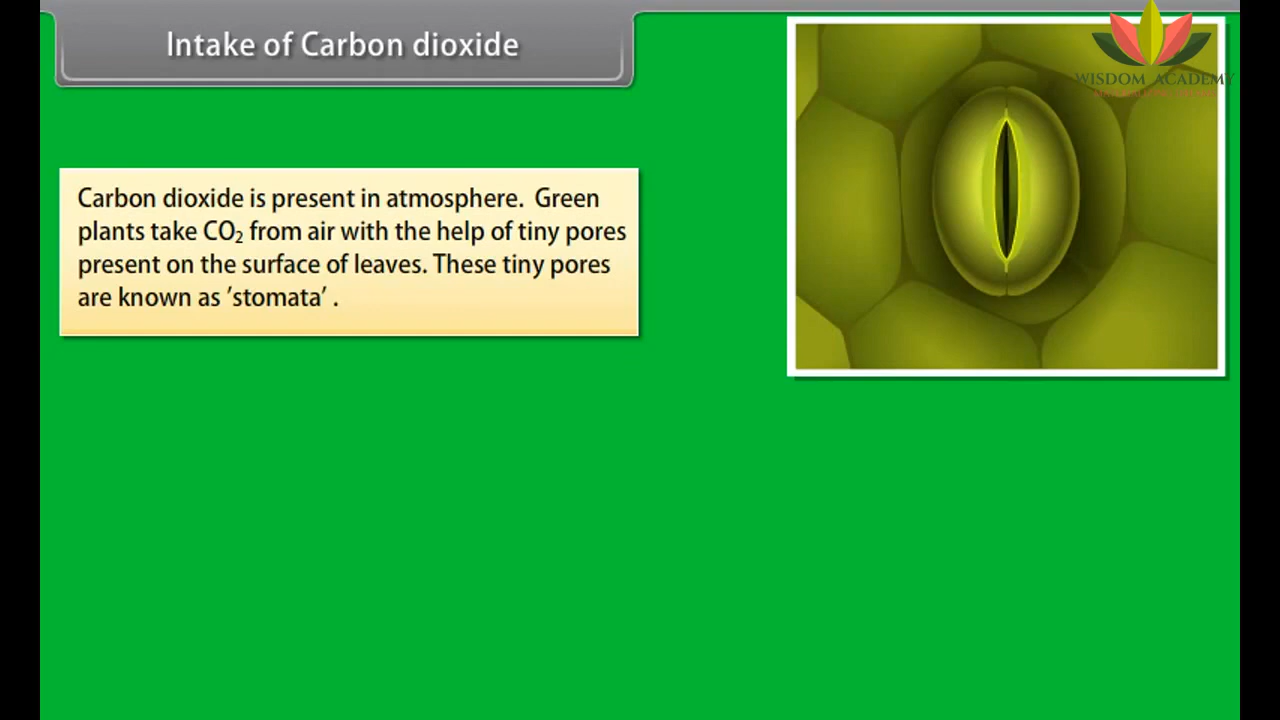 Intake of Carbon dioxide
WISDOM ACADEMY
Carbon dioxide is present in atmosphere. Green
plants take CO₂ from air with the help of tiny pores
present on the surface of leaves. These tiny pores
are known as 'stomata' .